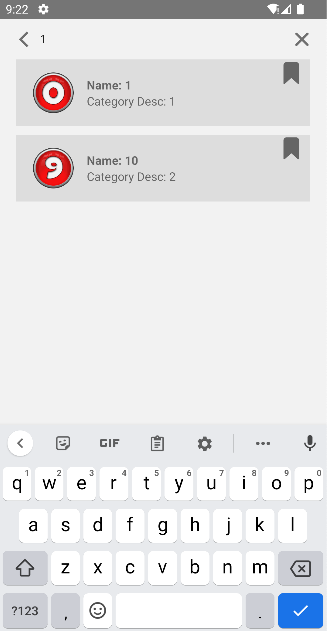 9:22
1
0
Name: 1
Category Desc: 1
9
Name: 10
Category Desc: 2
GIF
1 2 3 4 5 6 7 8 9 0
q w e r t y u i o p
a s d f g h j k l
z x c v b n m
?123 , .